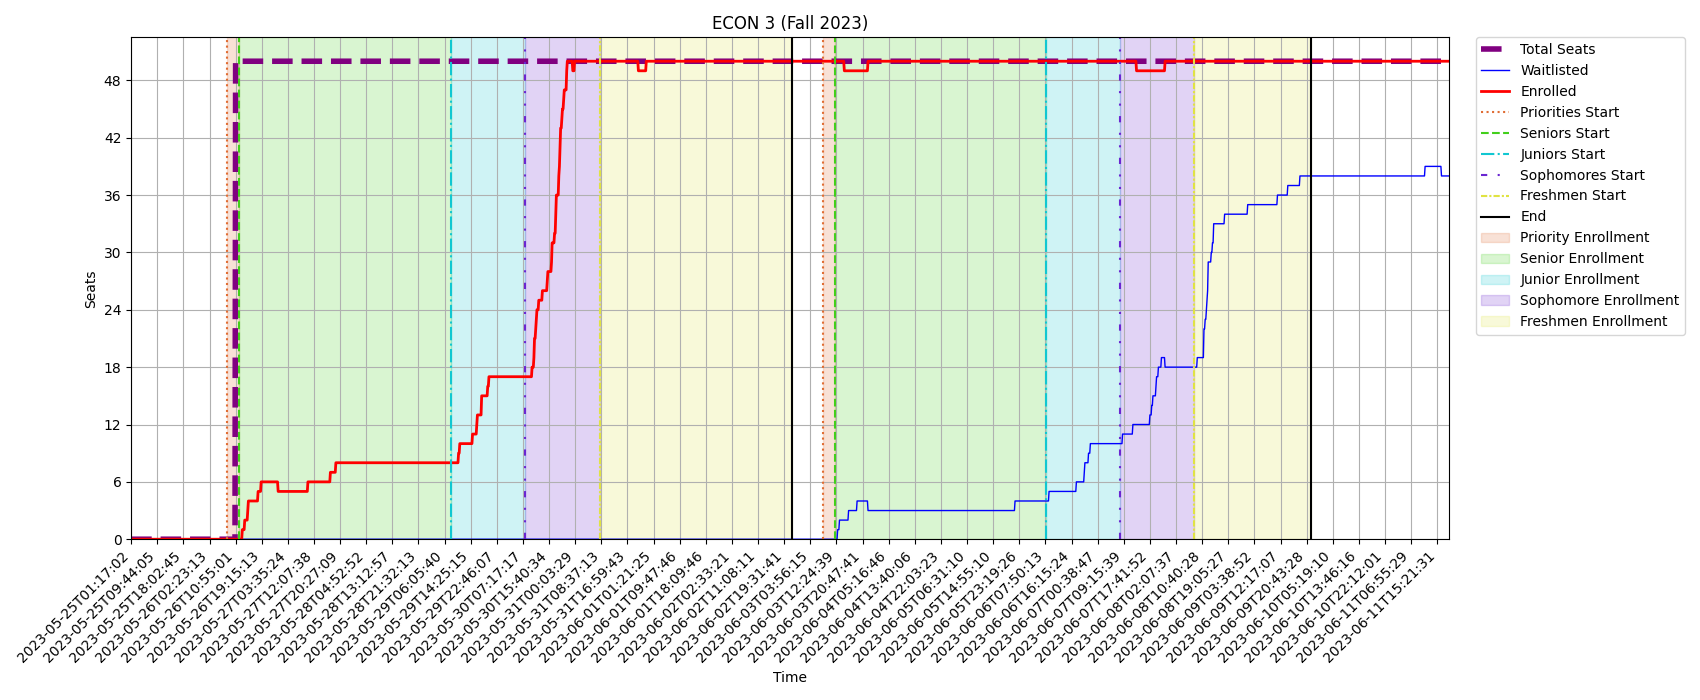 ECON 3 (Fall 2023)
Seats
48
42
36
30
24
18
12
6
0
2023-05-25T01:17:02
2023-05-25T09:44:05
2023-05-25T18:02:45
2023-05-26T02:23:13
2023-05-26T10:55:01
2023-05-26T19:15:13
2023-05-27T03:35:24
2023-05-27T12:07:38
2023-05-27T20:27:09
2023-05-28T04:52:52
2023-05-28T13:12:57
2023-05-28T21:32:13
2023-05-29T06:05:40
2023-05-29T14:25:15
2023-05-29T22:46:07
2023-05-30T07:17:17
2023-05-30T15:40:34
2023-05-31T00:03:29
2023-05-31T08:37:13
2023-05-31T16:59:43
2023-06-01T01:21:25
2023-06-01T09:47:46
2023-06-01T18:09:46
2023-06-02T02:33:21
2023-06-02T11:08:11
2023-06-02T19:31:41
2023-06-03T03:56:15
2023-06-03T12:24:39
2023-06-03T20:47:41
2023-06-04T05:16:46
2023-06-04T13:40:06
2023-06-04T22:03:23
2023-06-05T06:31:10
2023-06-05T14:55:10
2023-06-05T23:19:26
2023-06-06T07:50:13
2023-06-06T16:15:24
2023-06-07T00:38:47
2023-06-07T09:15:39
2023-06-07T17:41:52
2023-06-08T02:07:37
2023-06-08T10:40:28
2023-06-08T19:05:27
2023-06-09T03:38:52
2023-06-09T12:17:07
2023-06-09T20:43:28
2023-06-10T05:19:10
2023-06-10T13:46:16
2023-06-10T22:12:01
2023-06-11T06:55:29
2023-06-11T15:21:31
Time
Total Seats
Waitlisted
Enrolled
Priorities Start
Seniors Start
Juniors Start
Sophomores Start
Freshmen Start
End
Priority Enrollment
Senior Enrollment
Junior Enrollment
Sophomore Enrollment
Freshmen Enrollment